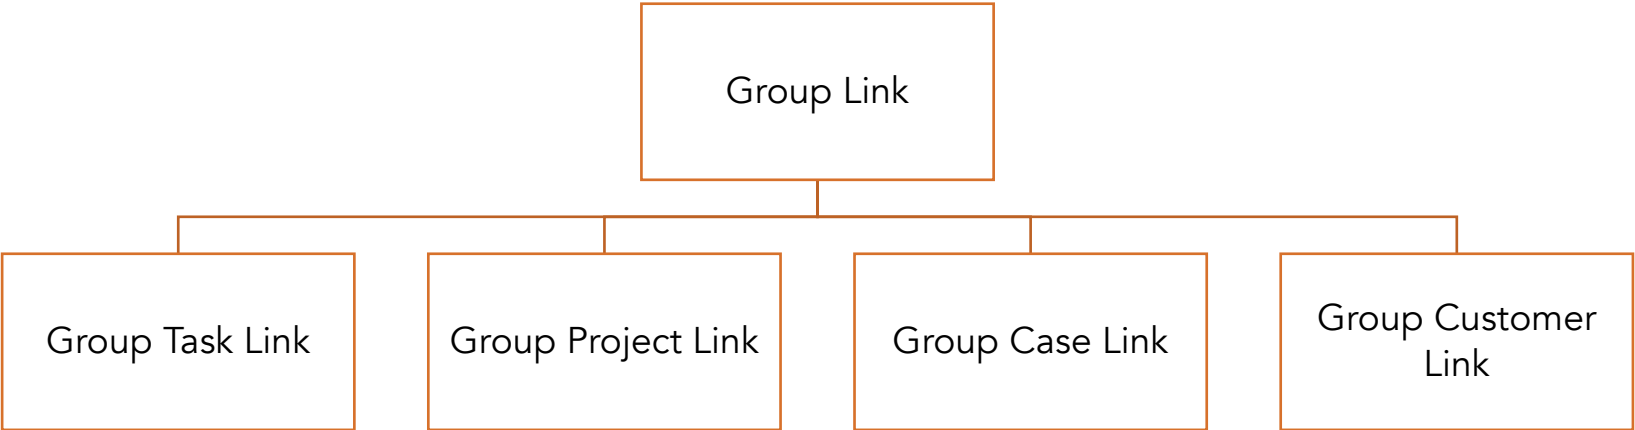 Group Link
Group Task Link
Group Project Link
Group Case Link
Group Customer
Link